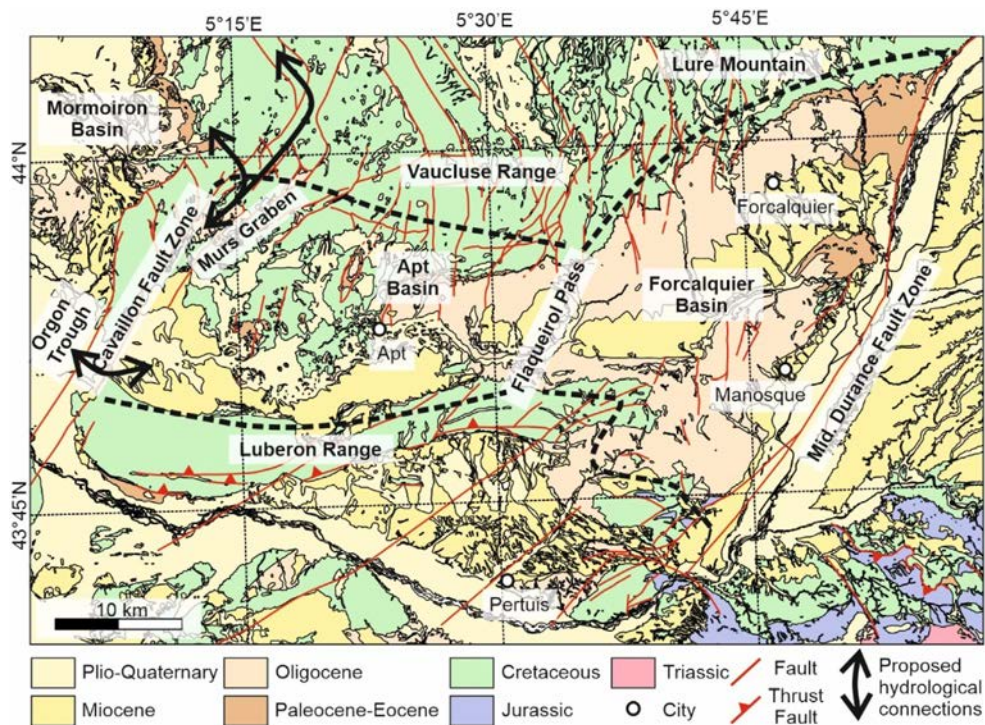 5°15'E
5°30'E
5°45'E
Lure Mountain
Mormoiron
Basin
44°N
Vaucluse Range
Forcalquier
Cavaillon Fault Zone
Murs Graben
Apt
Basin
Forcalquier
Basin
Orgon
Trough
Flaqueirol Pass
Apt
Manosque
Mid. Durance Fault Zone
Luberon Range
43°45'N
Pertuis
10 km
Plio-Quaternary
Oligocene
Cretaceous
Triassic
Fault
Proposed
hydrological
connections
Miocene
Paleocene-Eocene
Jurassic
City
Thrust
Fault